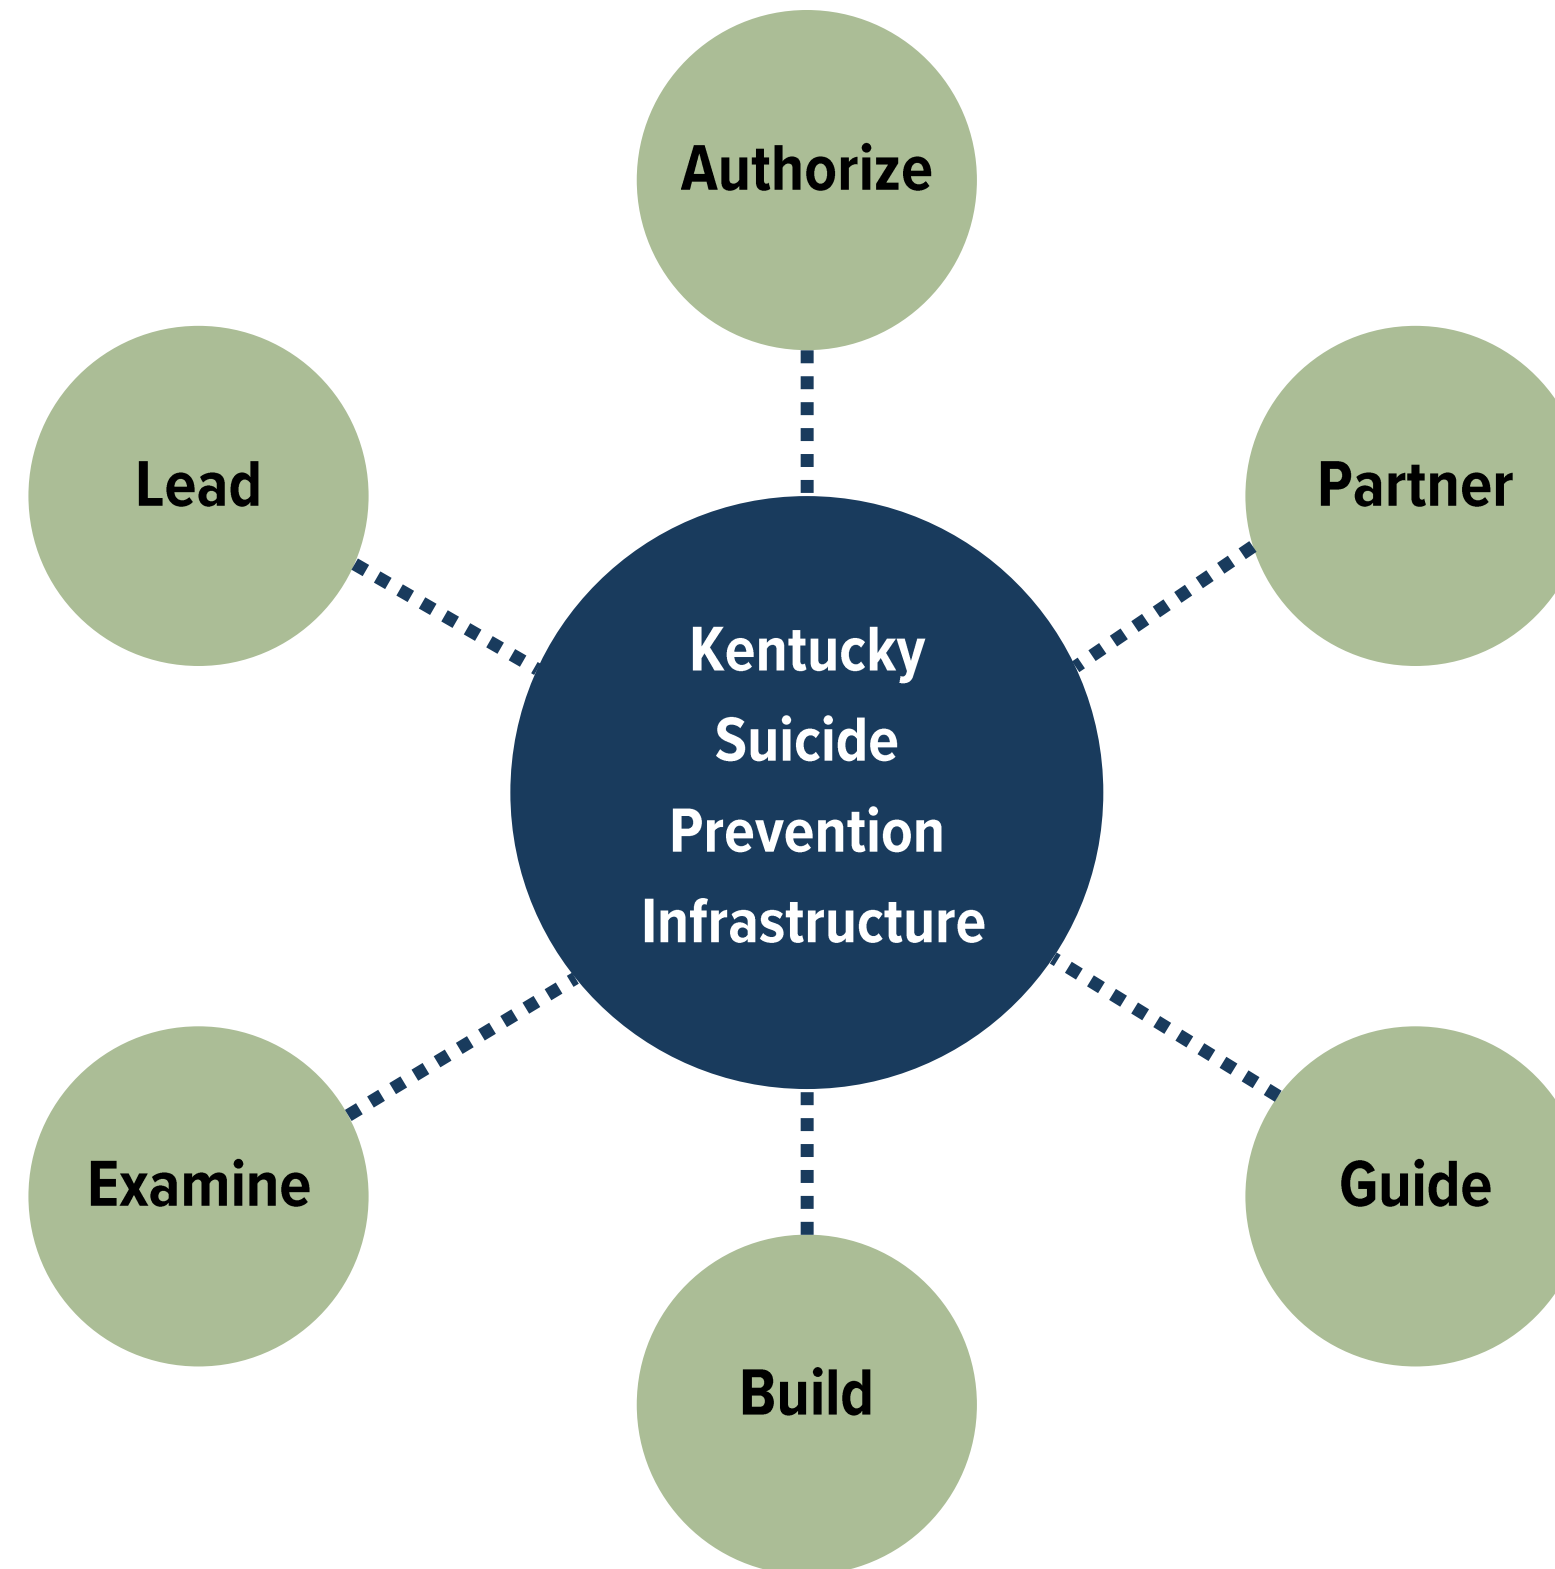 Authorize
Lead
Partner
Kentucky
Suicide
Prevention
Infrastructure
Examine
Guide
Build